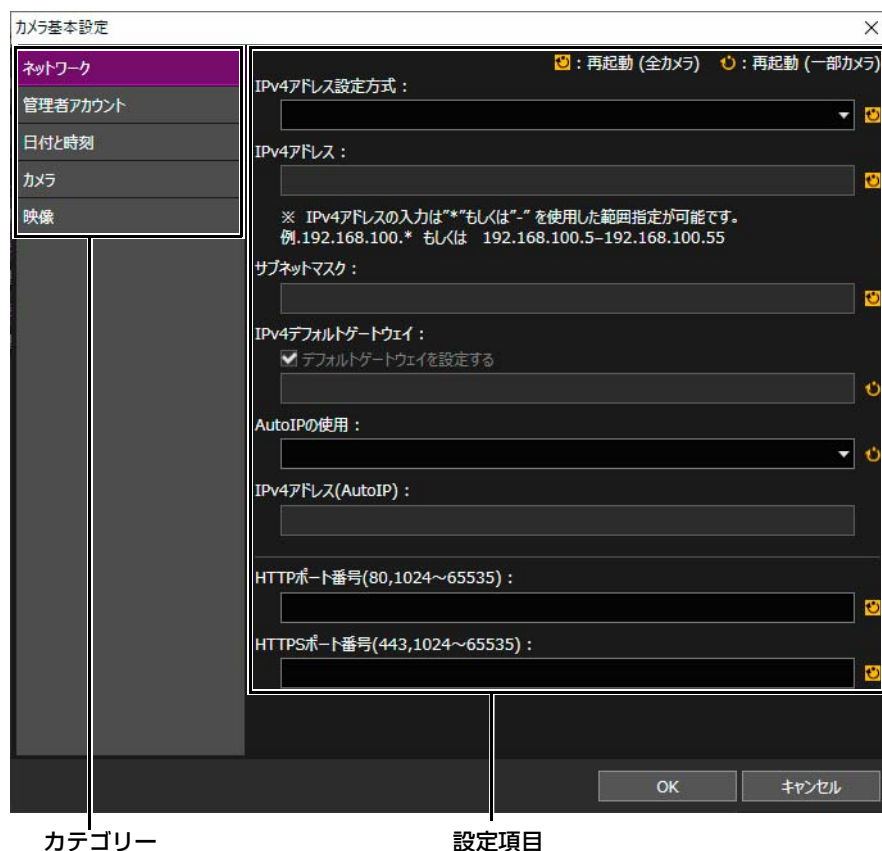 カメラ基本設定
ネットワーク
管理者アカウント
日付と時刻
カメラ
映像
：再起動 (全カメラ) ：再起動 (一部カメラ)
IPv4アドレス設定方式：
IPv4アドレス：
※ IPv4アドレスの入力は"*"もしくは"-" を使用した範囲指定が可能です。
例.192.168.100.* もしくは 192.168.100.5–192.168.100.55
サブネットマスク：
IPv4デフォルトゲートウェイ：
デフォルトゲートウェイを設定する
AutoIPの使用：
IPv4アドレス(AutoIP)：
HTTPポート番号(80,1024～65535)：
HTTPSポート番号(443,1024～65535)：
OK キャンセル
カテゴリー 設定項目